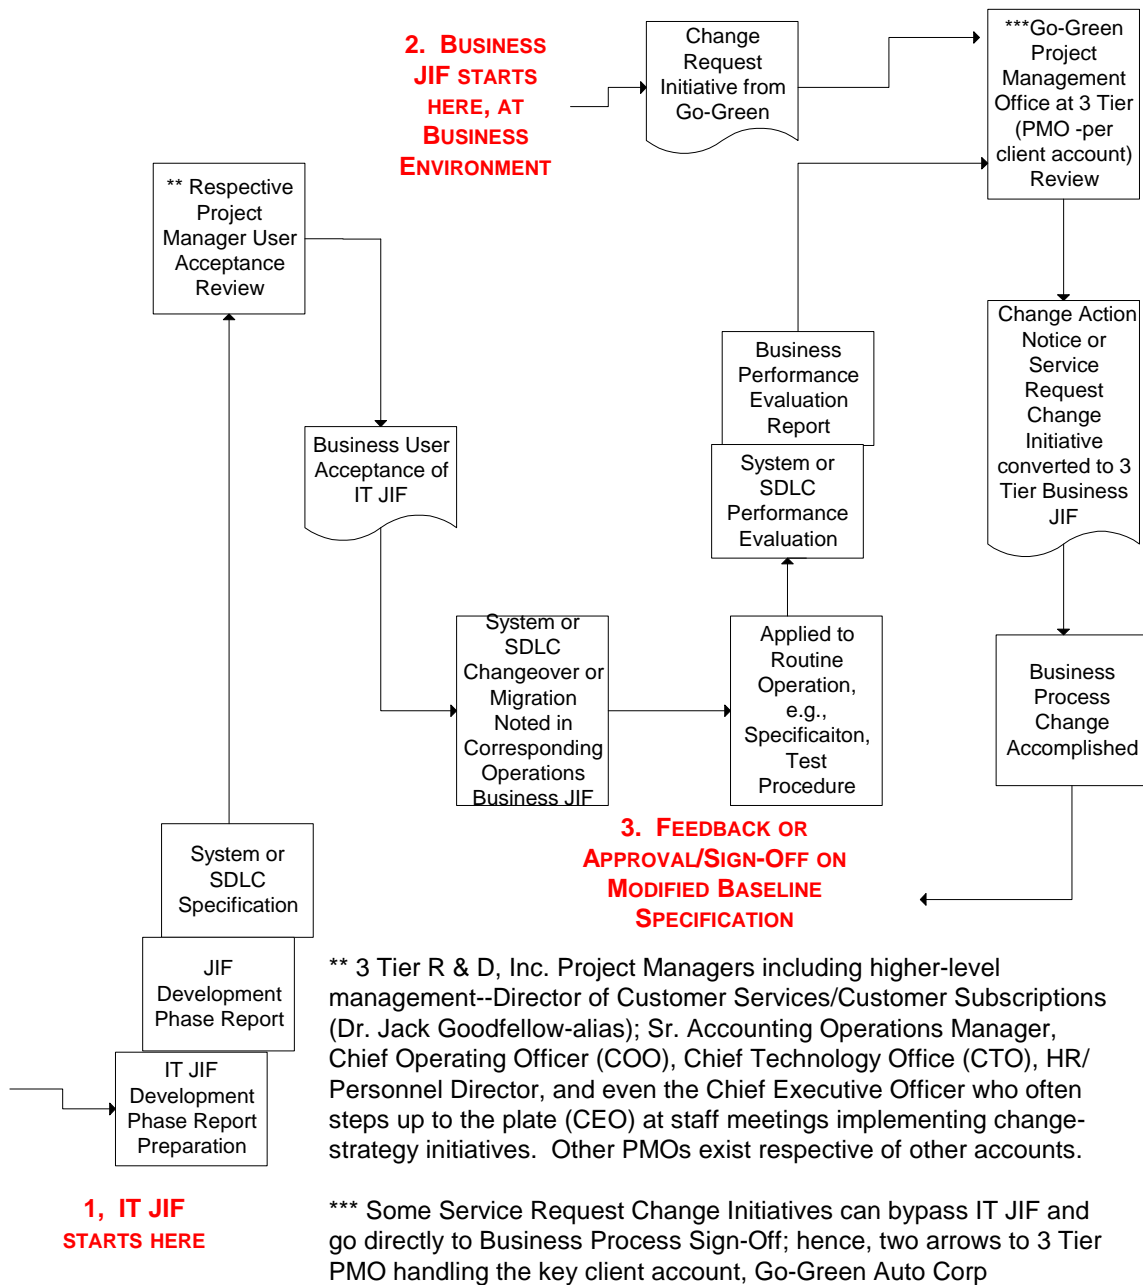 2. BUSINESS
JIF STARTS
HERE, AT
BUSINESS
ENVIRONMENT
Change
Request
Initiative from
Go-Green
***Go-Green
Project
Management
Office at 3 Tier
(PMO -per
client account)
Review
** Respective
Project
Manager User
Acceptance
Review
Change Action
Notice or
Service
Request
Change
Initiative
converted to 3
Tier Business
JIF
Business
Performance
Evaluation
Report
System or
SDLC
Performance
Evaluation
Business User
Acceptance of
IT JIF
System or
SDLC
Changeover or
Migration
Noted in
Corresponding
Operations
Business JIF
Applied to
Routine
Operation,
e.g.,
Specificaiton,
Test
Procedure
Business
Process
Change
Accomplished
3. FEEDBACK OR
APPROVAL/SIGN-OFF ON
MODIFIED BASELINE
SPECIFICATION
System or
SDLC
Specification
JIF
Development
Phase Report
IT JIF
Development
Phase Report
Preparation
1, IT JIF
STARTS HERE
** 3 Tier R & D, Inc. Project Managers including higher-level
management--Director of Customer Services/Customer Subscriptions
(Dr. Jack Goodfellow-alias); Sr. Accounting Operations Manager,
Chief Operating Officer (COO), Chief Technology Office (CTO), HR/
Personnel Director, and even the Chief Executive Officer who often
steps up to the plate (CEO) at staff meetings implementing change-
strategy initiatives. Other PMOs exist respective of other accounts.
*** Some Service Request Change Initiatives can bypass IT JIF and
go directly to Business Process Sign-Off; hence, two arrows to 3 Tier
PMO handling the key client account, Go-Green Auto Corp